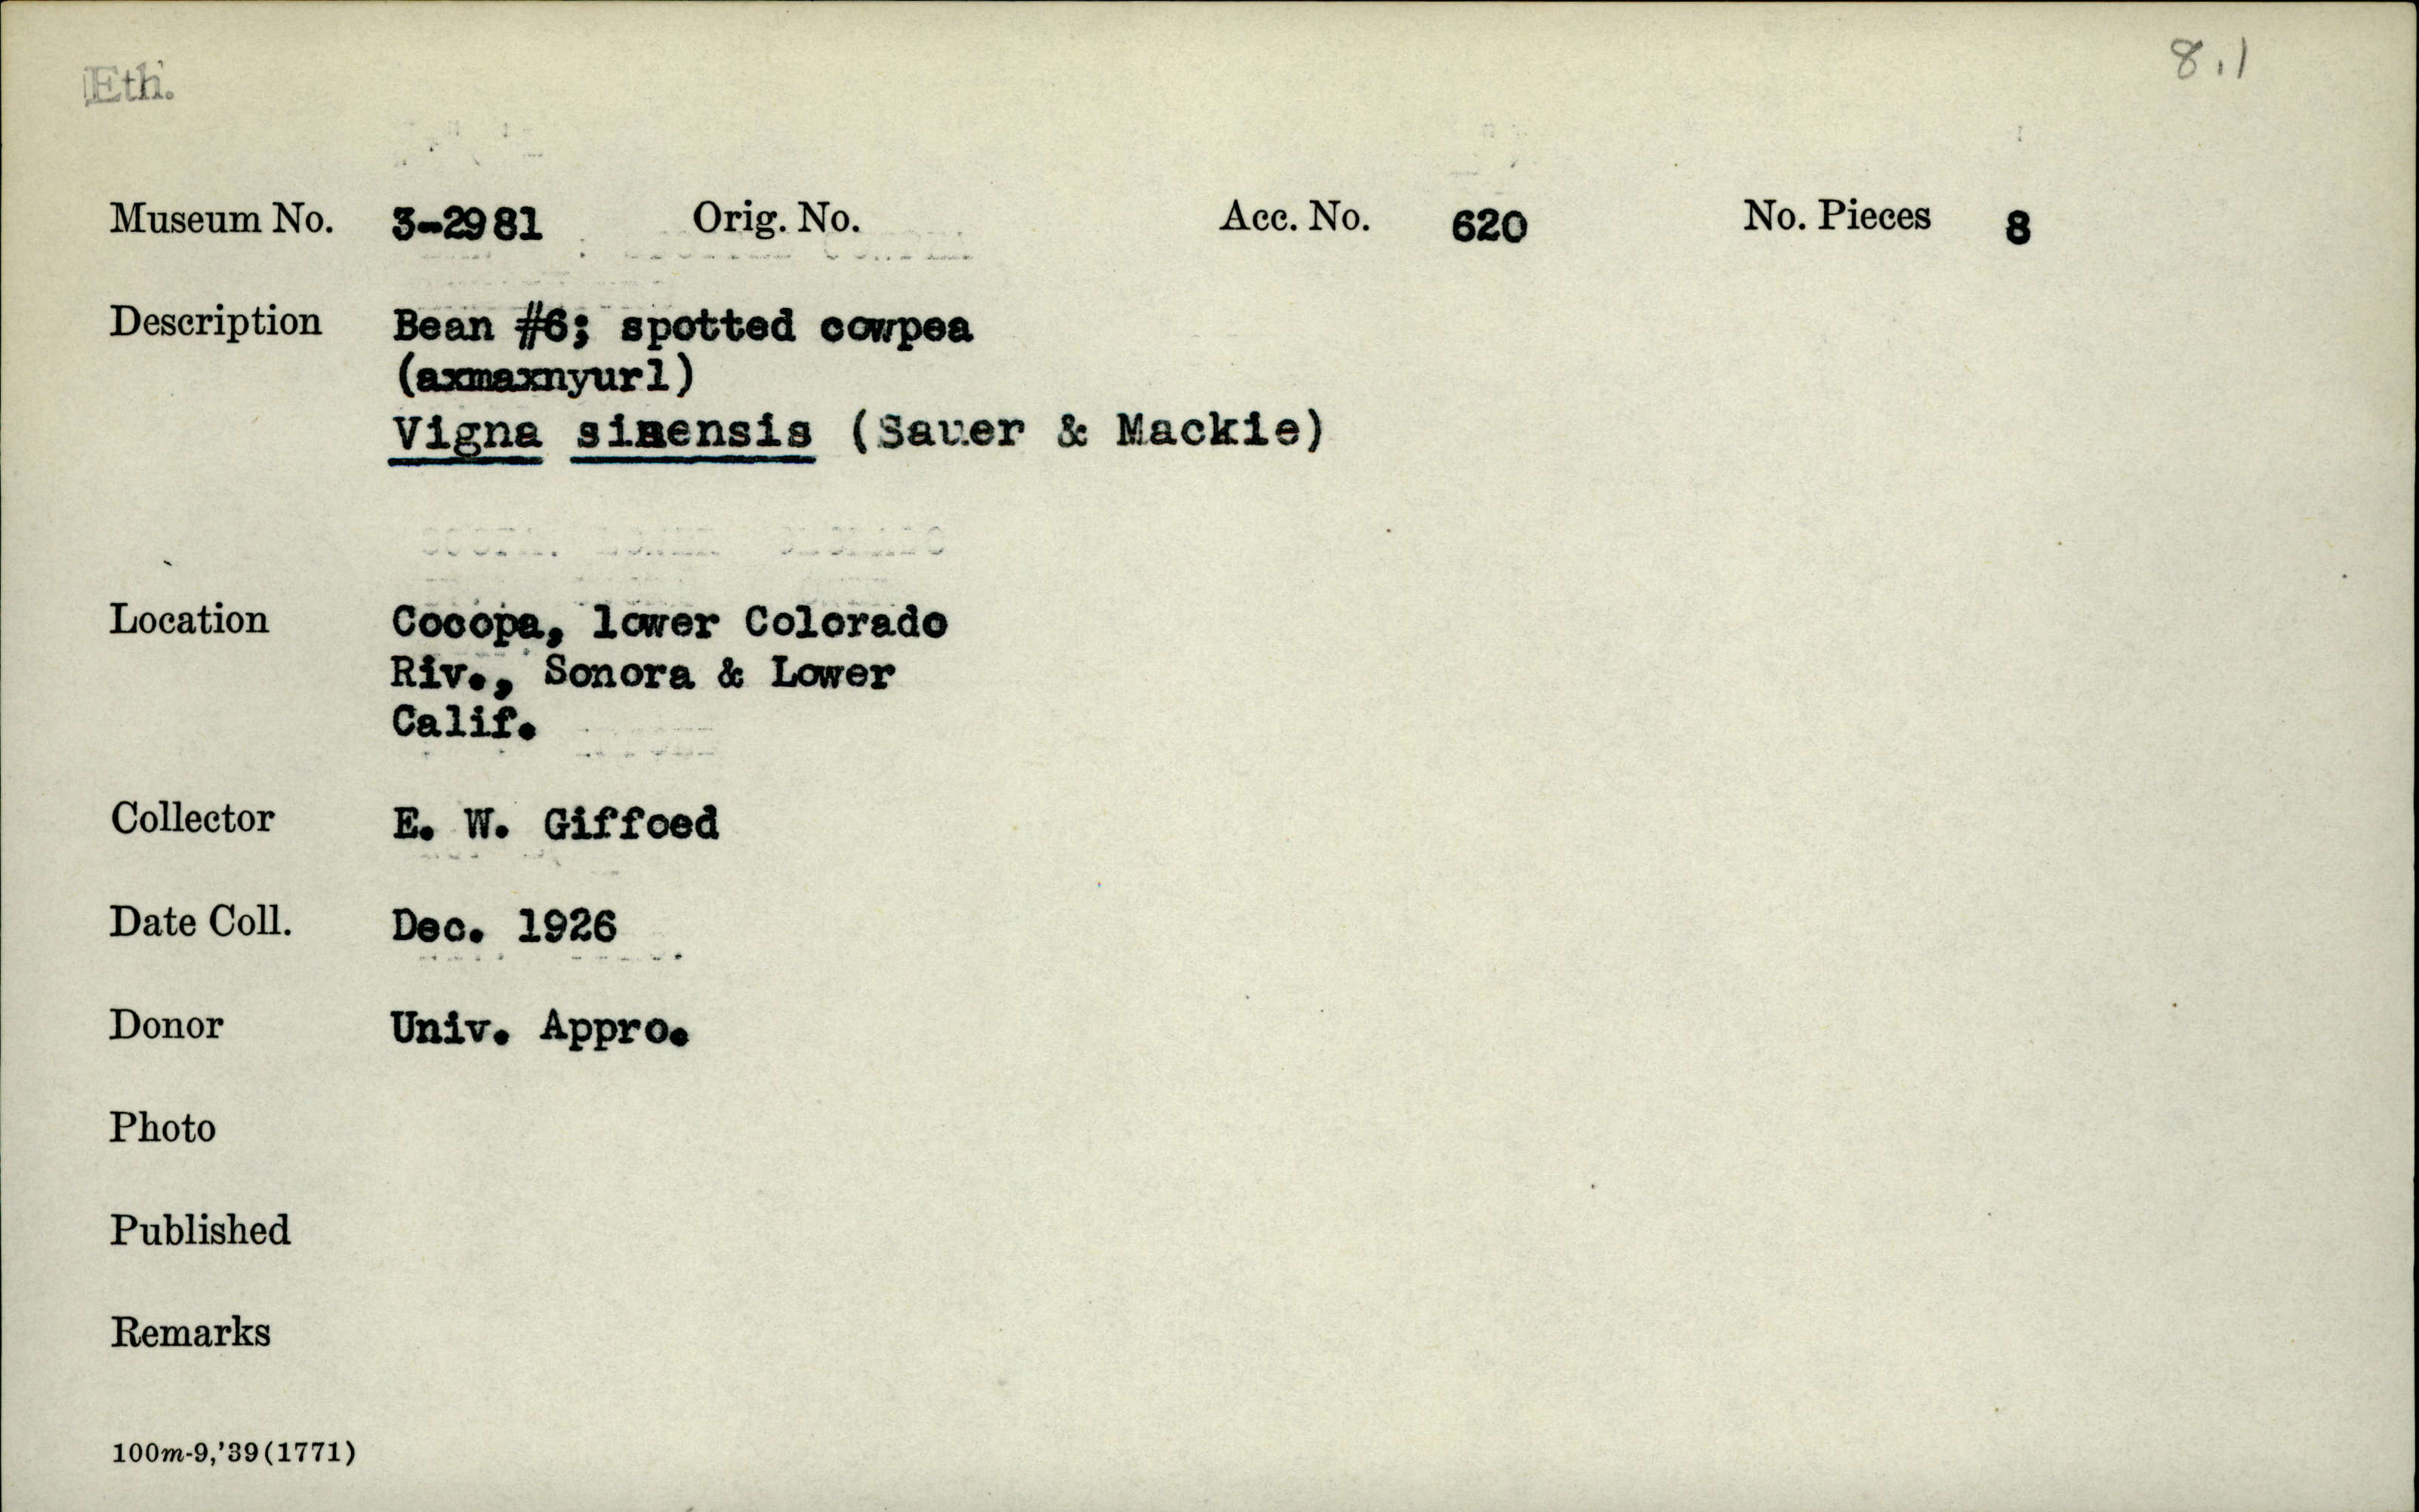 Eth.
8.1
Museum No. 3-2981 Orig. No. Acc. No. 620 No. Pieces 8
Description Bean #6; spotted cowpea
(axmaxnyurl)
Vigna sinensis (Sauer & Mackie)
Location Cocopa, lower Colorado
Riv., Sonora & Lower
Calif.
Collector E. W. Giffoed
Date Coll. Dec. 1926
Donor Univ. Appro.
Photo
Published
Remarks
100m-9,'39(1771)